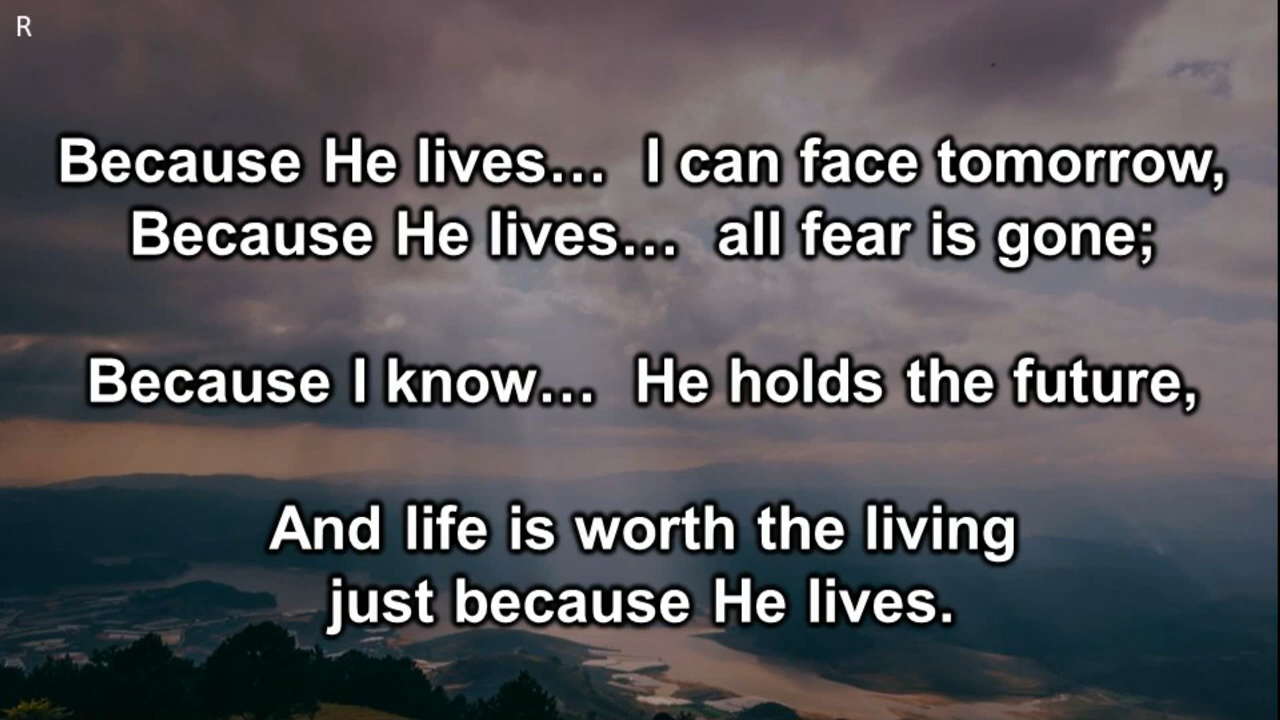 R
Because He lives… I can face tomorrow,
Because He lives… all fear is gone;
Because I know… He holds the future,
And life is worth the living
just because He lives.